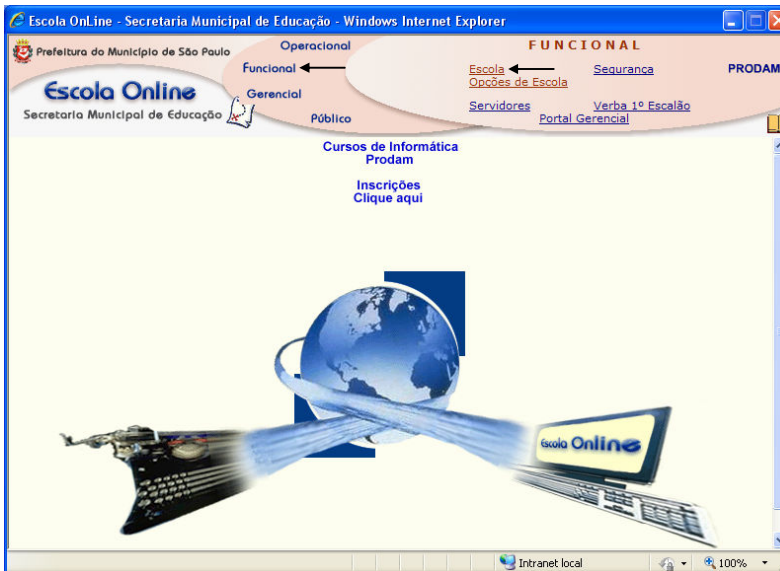 Escola OnLine - Secretaria Municipal de Educação - Windows Internet Explorer
Prefeitura do Município de São Paulo
Escola Online
Secretaria Municipal de Educação
Operacional
Funcional
Gerencial
Público
FUNCIONAL
Escola Segurança
Opções de Escola
Servidores Verba 1º Escalão
Portal Gerencial
PRODAM
Cursos de Informática
Prodam
Inscrições
Clique aqui
Escola Online
Intranet local 100%